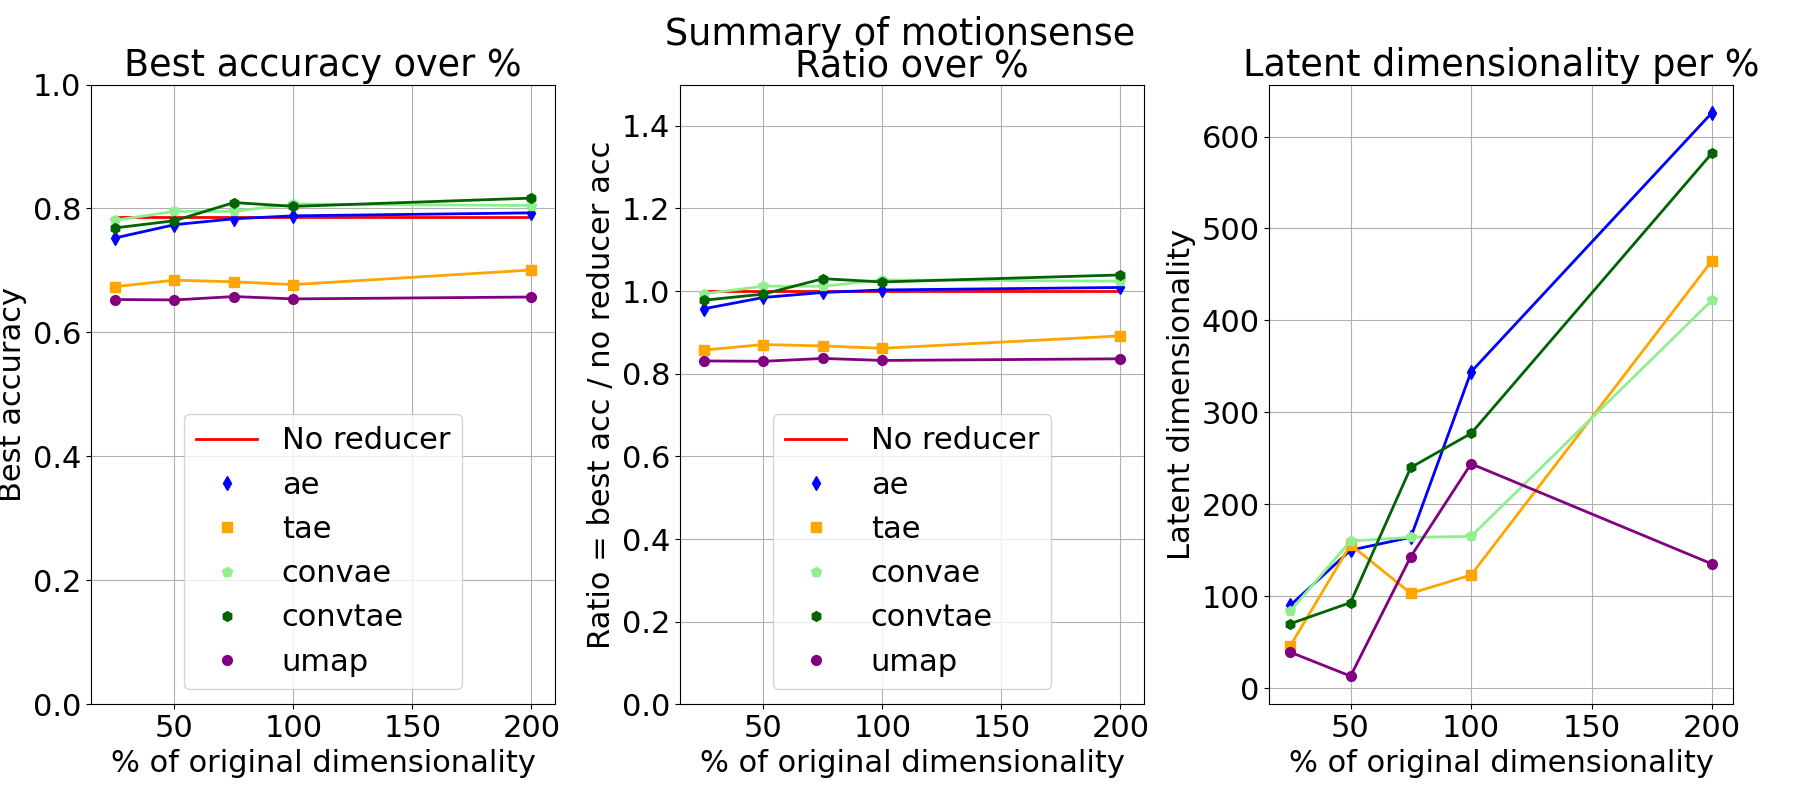 Summary of motionsense
Best accuracy over %
Ratio over %
Latent dimensionality per %
Best accuracy
1.0
0.8
0.6
0.4
0.2
0.0
No reducer
ae
tae
convae
convtae
umap
50 100 150 200
% of original dimensionality
Ratio = best acc / no reducer acc
1.4
1.2
1.0
0.8
0.6
0.4
0.2
0.0
No reducer
ae
tae
convae
convtae
umap
50 100 150 200
% of original dimensionality
Latent dimensionality
600
500
400
300
200
100
0
50 100 150 200
% of original dimensionality